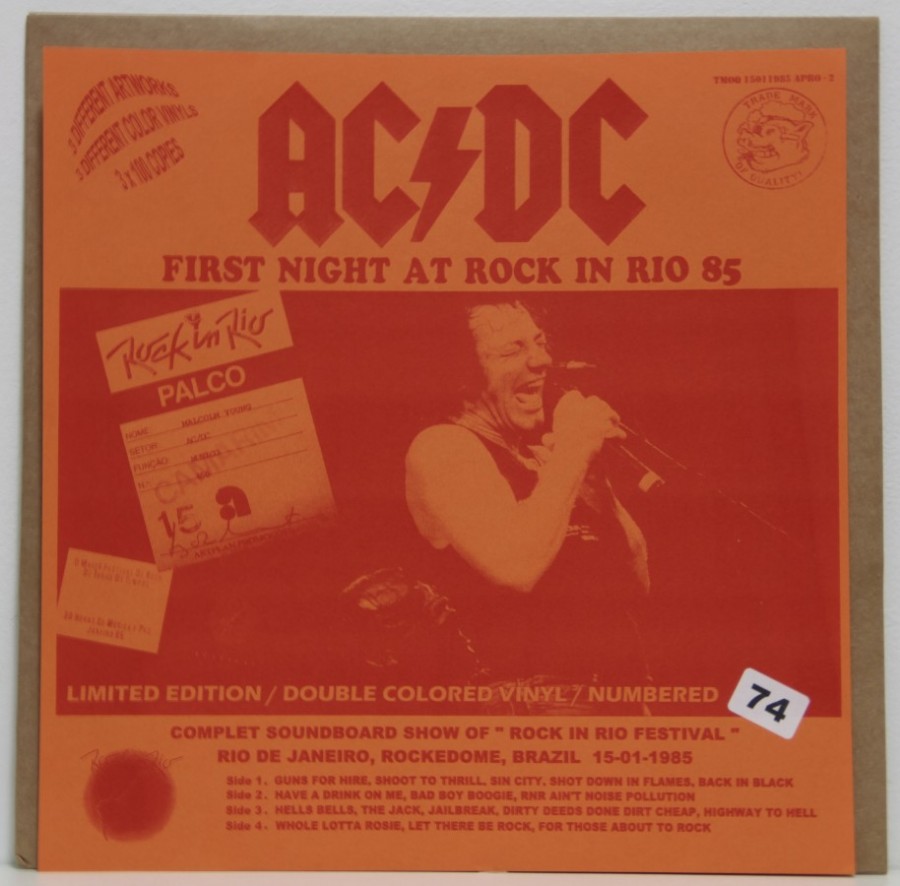 3 DIFFERENT ARTWORKS
3 DIFFERENT COLOR VINYLS
3 x 100 COPIES
TMOQ 15011985 APRO - 2
TRADE MARK
OF QUALITY!
AC/DC
FIRST NIGHT AT ROCK IN RIO 85
Rock in Rio
PALCO
NOME: MALCOLM YOUNG
SETOR: AC/DC
FUNÇÃO: MUSICO
N.º
CAMARIM
15
LIMITED EDITION / DOUBLE COLORED VINYL / NUMBERED
74
COMPLET SOUNDBOARD SHOW OF " ROCK IN RIO FESTIVAL "
RIO DE JANEIRO, ROCKEDOME, BRAZIL 15-01-1985
Side 1. GUNS FOR HIRE, SHOOT TO THRILL, SIN CITY, SHOT DOWN IN FLAMES, BACK IN BLACK
Side 2. HAVE A DRINK ON ME, BAD BOY BOOGIE, RNR AIN'T NOISE POLLUTION
Side 3. HELLS BELLS, THE JACK, JAILBREAK, DIRTY DEEDS DONE DIRT CHEAP, HIGHWAY TO HELL
Side 4. WHOLE LOTTA ROSIE, LET THERE BE ROCK, FOR THOSE ABOUT TO ROCK